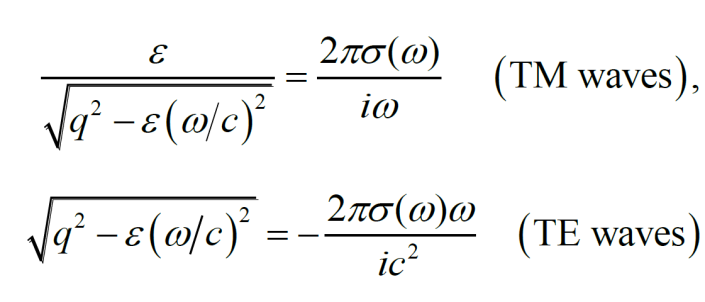 ε / √(q² − ε(ω/c)²) = 2πσ(ω) / iω (TM waves),
√(q² − ε(ω/c)²) = − 2πσ(ω)ω / ic² (TE waves)